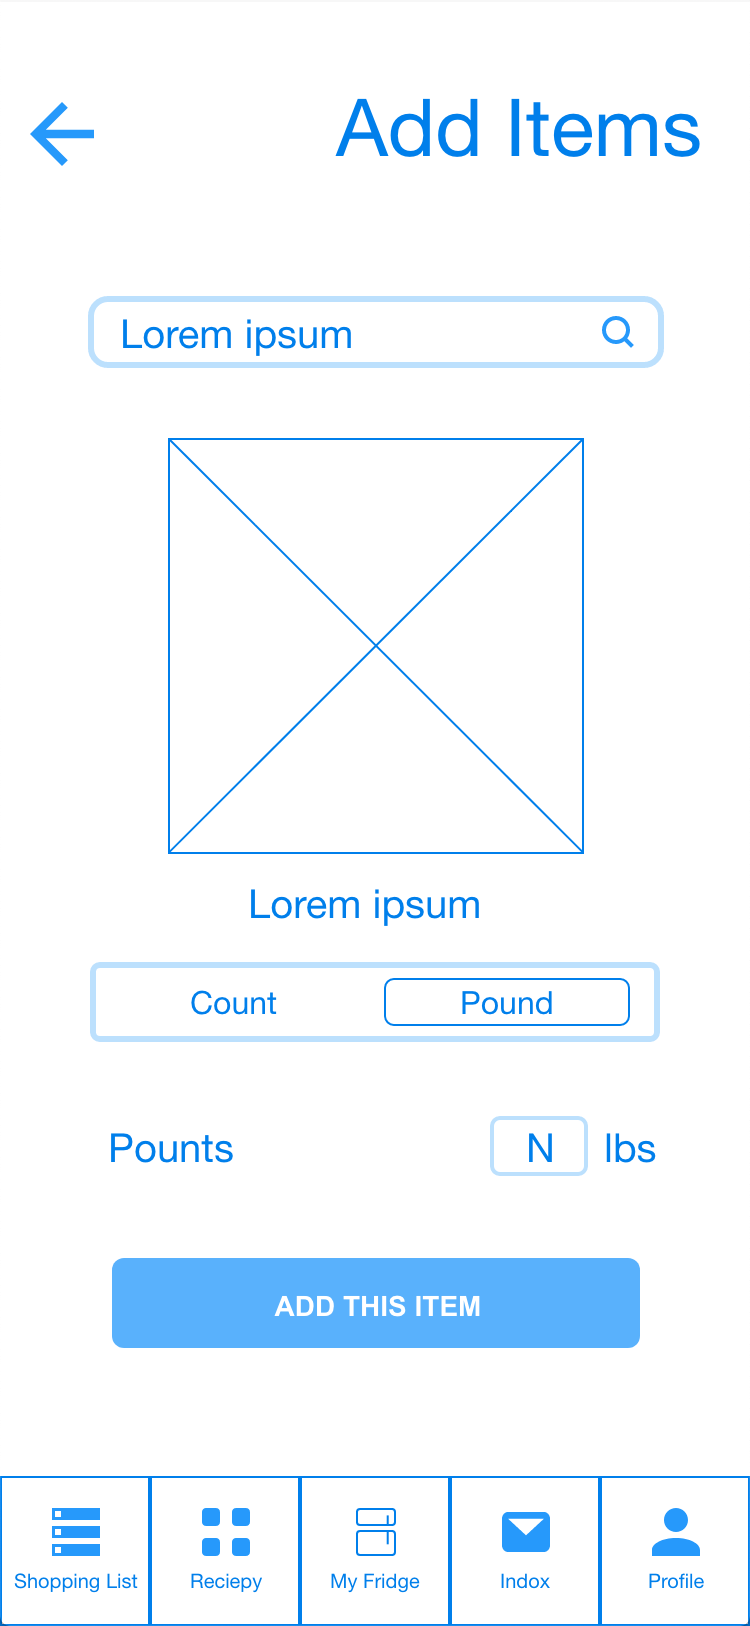 Add Items
Lorem ipsum
Lorem ipsum
Count Pound
Pounts N lbs
ADD THIS ITEM
Shopping List Reciepy My Fridge Indox Profile